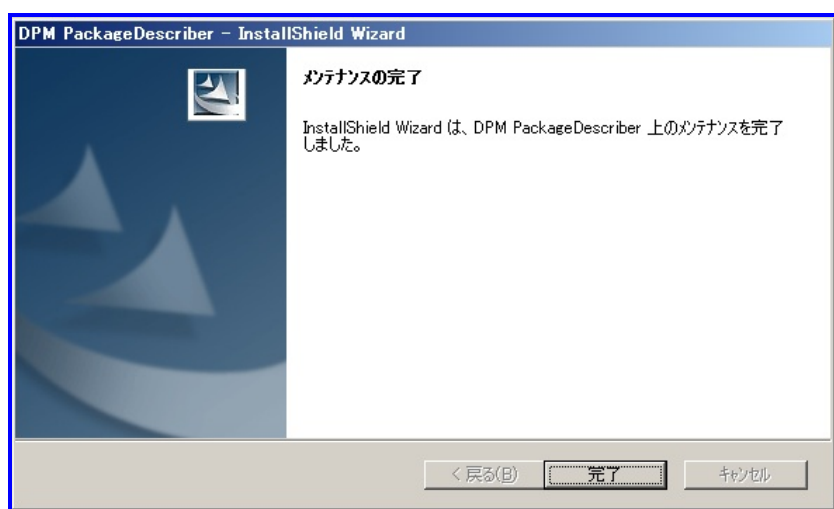 DPM PackageDescriber - InstallShield Wizard
メンテナンスの完了
InstallShield Wizard は、DPM PackageDescriber 上のメンテナンスを完了
しました。
< 戻る(B)
完了
キャンセル